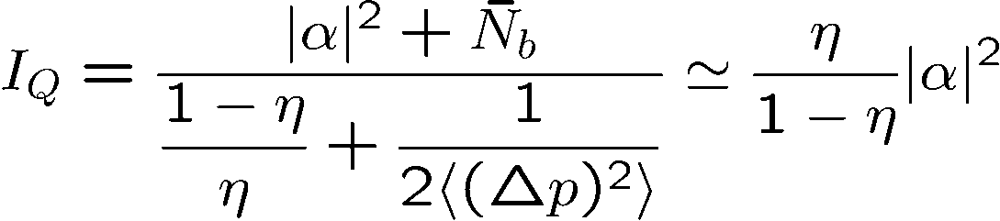 I_Q = \frac{|\alpha|^2 + \bar{N}_b}{\frac{1-\eta}{\eta} + \frac{1}{2\langle(\Delta p)^2\rangle}} \simeq \frac{\eta}{1-\eta}|\alpha|^2